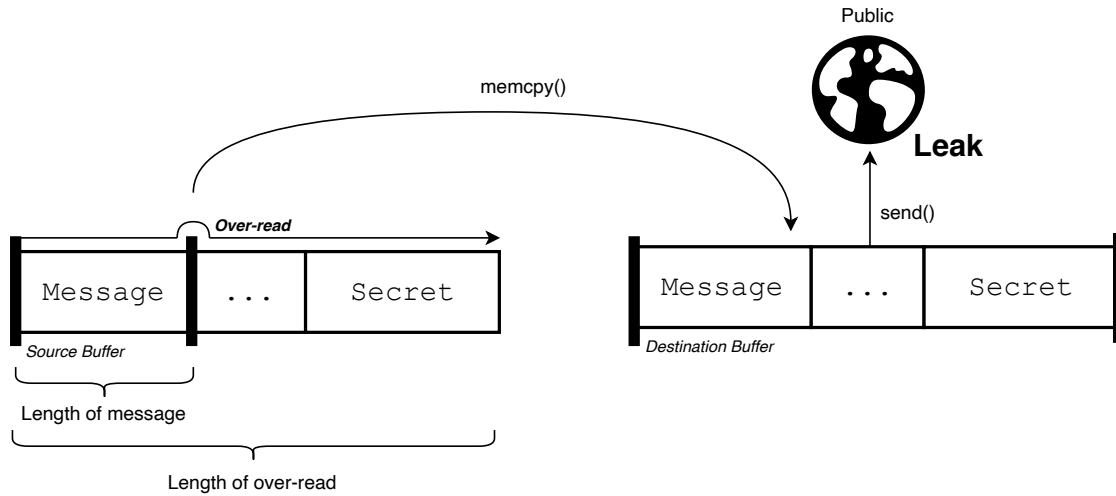 Public
memcpy()
Leak
send()
Over-read
Message
...
Secret
Source Buffer
Length of message
Length of over-read
Message
...
Secret
Destination Buffer